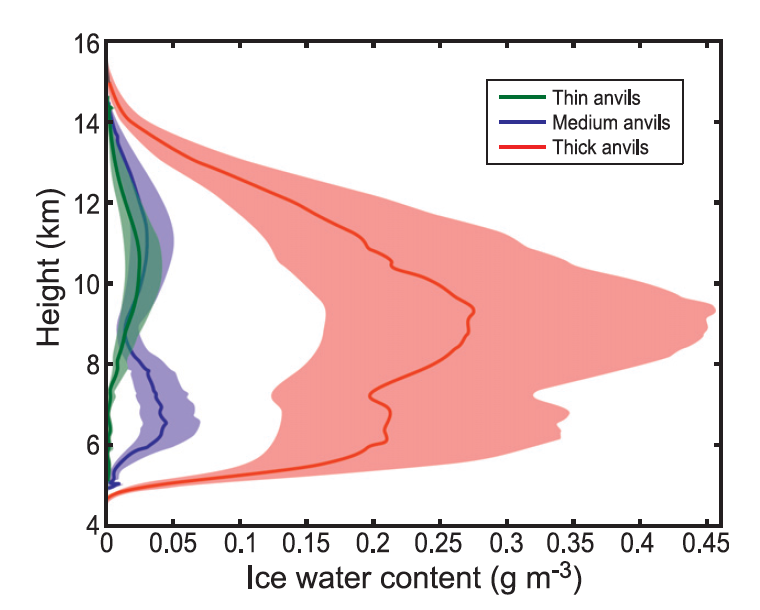 16
14
12
10
8
6
4
Height (km)
Thin anvils
Medium anvils
Thick anvils
0 0.05 0.1 0.15 0.2 0.25 0.3 0.35 0.4 0.45
Ice water content (g m⁻³)